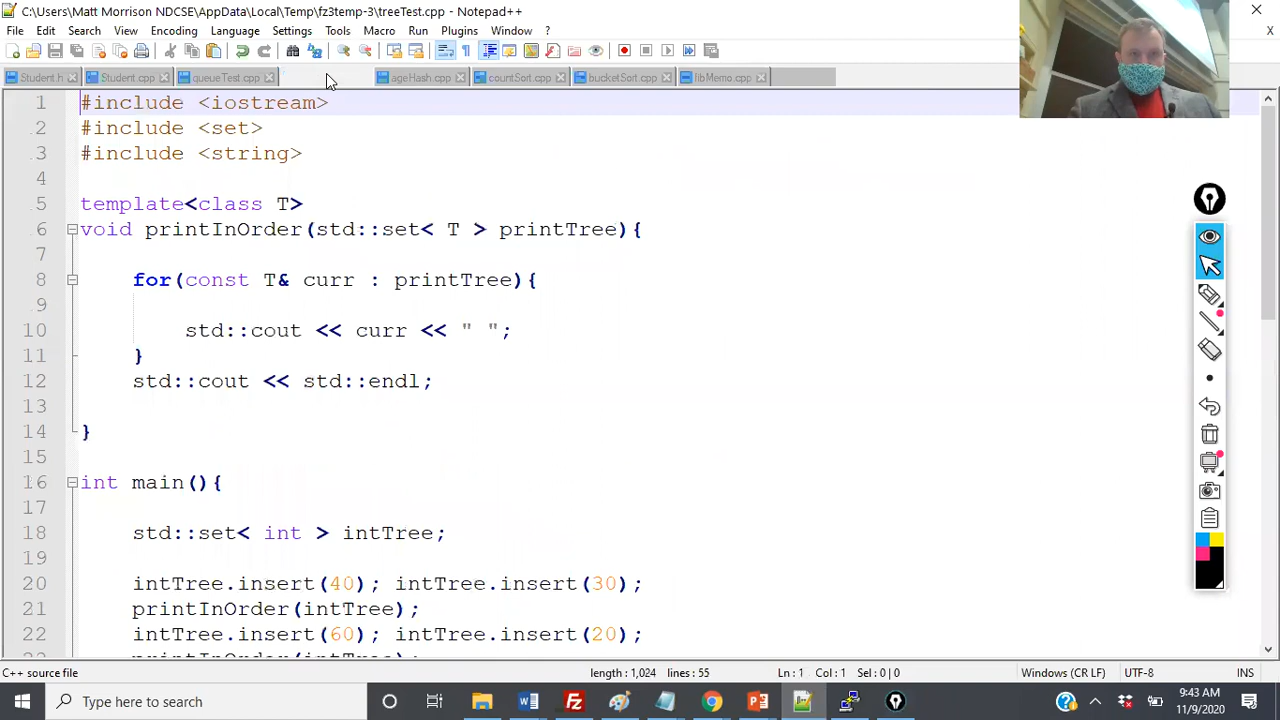 C:\Users\Matt Morrison NDCSE\AppData\Local\Temp\fz3temp-3\treeTest.cpp - Notepad++
File Edit Search View Encoding Language Settings Tools Macro Run Plugins Window ?
X
Student.h Student.cpp queueTest.cpp ageHash.cpp countSort.cpp bucketSort.cpp fibMemo.cpp
1 #include <iostream>
2 #include <set>
3 #include <string>
4
5 template<class T>
6 void printInOrder(std::set< T > printTree){
7
8 for(const T& curr : printTree){
9
10 std::cout << curr << " ";
11 }
12 std::cout << std::endl;
13
14 }
15
16 int main(){
17
18 std::set< int > intTree;
19
20 intTree.insert(40); intTree.insert(30);
21 printInOrder(intTree);
22 intTree.insert(60); intTree.insert(20);
23 printInOrder(intTree);
C++ source file length : 1,024 lines : 55 Ln : 1 Col : 1 Sel : 0 | 0 Windows (CR LF) UTF-8 INS
Type here to search
9:43 AM
11/9/2020